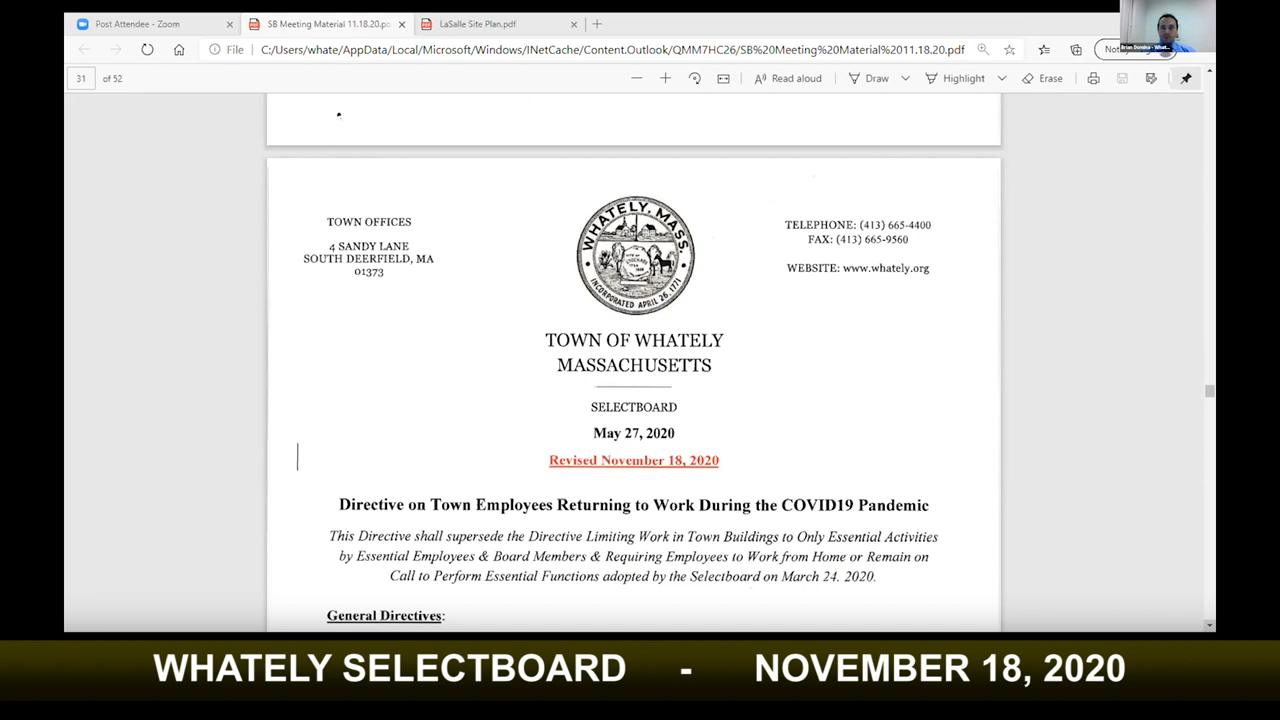 Post Attendee - Zoom
SB Meeting Material 11.18.20.pd
LaSalle Site Plan.pdf
File
C:/Users/whate/AppData/Local/Microsoft/Windows/INetCache/Content.Outlook/QMM7HC26/SB%20Meeting%20Material%2011.18.20.pdf
Brian Domina - What...
31 of 52
Read aloud
Draw
Highlight
Erase
TOWN OFFICES
4 SANDY LANE
SOUTH DEERFIELD, MA
01373
WHATELY, MASS.
INCORPORATED APRIL 26, 1771
TELEPHONE: (413) 665-4400
FAX: (413) 665-9560
WEBSITE: www.whately.org
TOWN OF WHATELY
MASSACHUSETTS
SELECTBOARD
May 27, 2020
Revised November 18, 2020
Directive on Town Employees Returning to Work During the COVID19 Pandemic
This Directive shall supersede the Directive Limiting Work in Town Buildings to Only Essential Activities
by Essential Employees & Board Members & Requiring Employees to Work from Home or Remain on
Call to Perform Essential Functions adopted by the Selectboard on March 24. 2020.
General Directives:
WHATELY SELECTBOARD - NOVEMBER 18, 2020